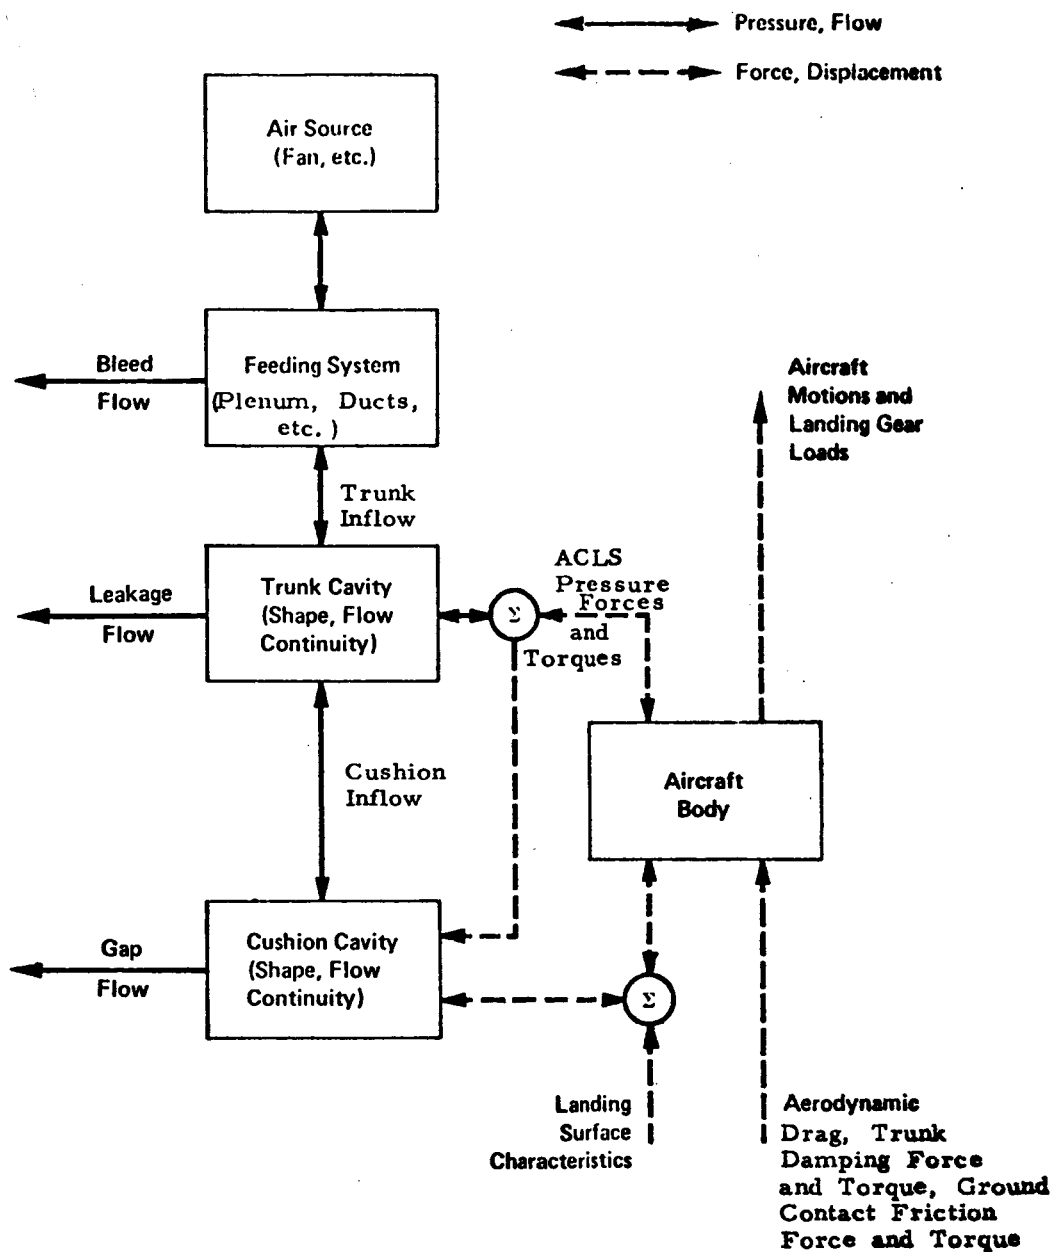 Pressure, Flow
Force, Displacement
Air Source
(Fan, etc.)
Bleed
Flow
Feeding System
(Plenum, Ducts,
etc. )
Aircraft
Motions and
Landing Gear
Loads
Trunk
Inflow
Leakage
Flow
Trunk Cavity
(Shape, Flow
Continuity)
Σ
ACLS
Pressure
Forces
and
Torques
Cushion
Inflow
Aircraft
Body
Gap
Flow
Cushion Cavity
(Shape, Flow
Continuity)
Σ
Landing
Surface
Characteristics
Aerodynamic
Drag, Trunk
Damping Force
and Torque, Ground
Contact Friction
Force and Torque